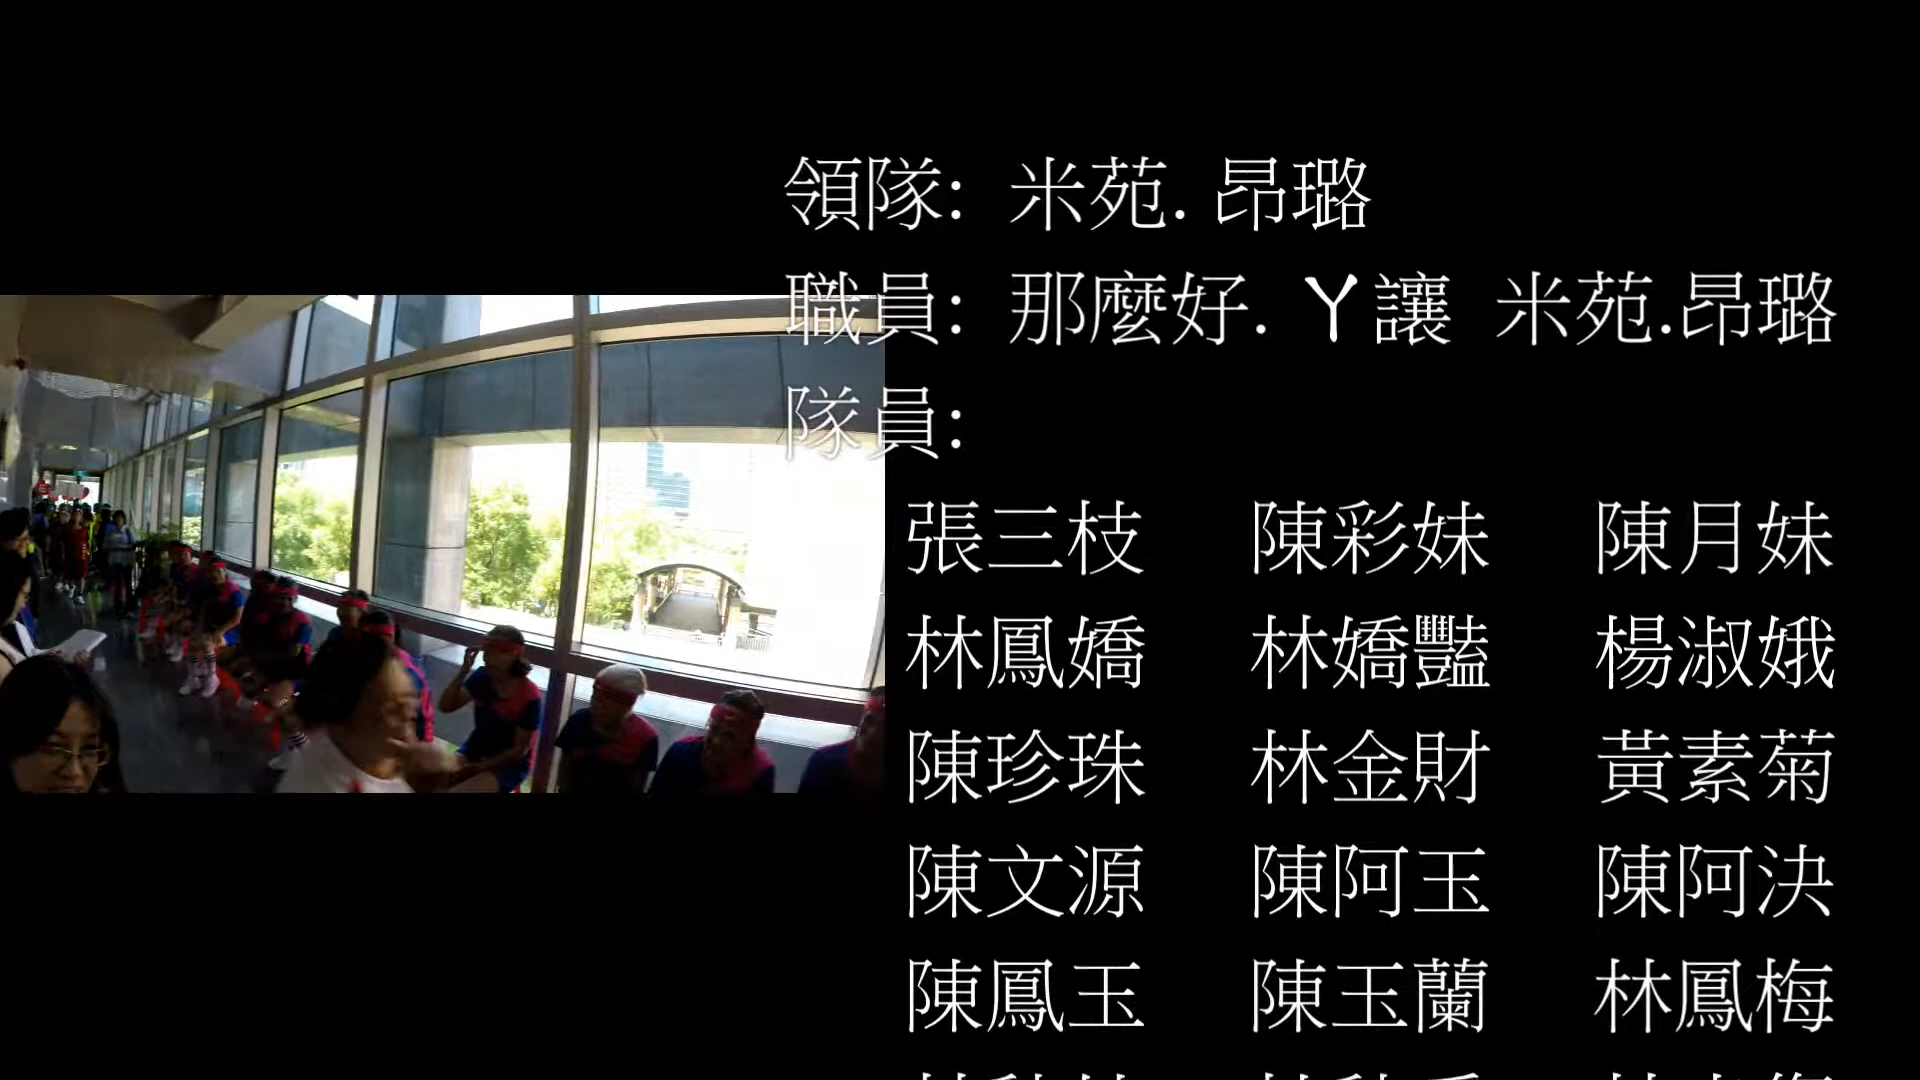 領隊: 米苑. 昂璐
職員: 那麼好. ㄚ讓 米苑.昂璐
隊員:
張三枝 陳彩妹 陳月妹
林鳳嬌 林嬌豔 楊淑娥
陳珍珠 林金財 黃素菊
陳文源 陳阿玉 陳阿決
陳鳳玉 陳玉蘭 林鳳梅